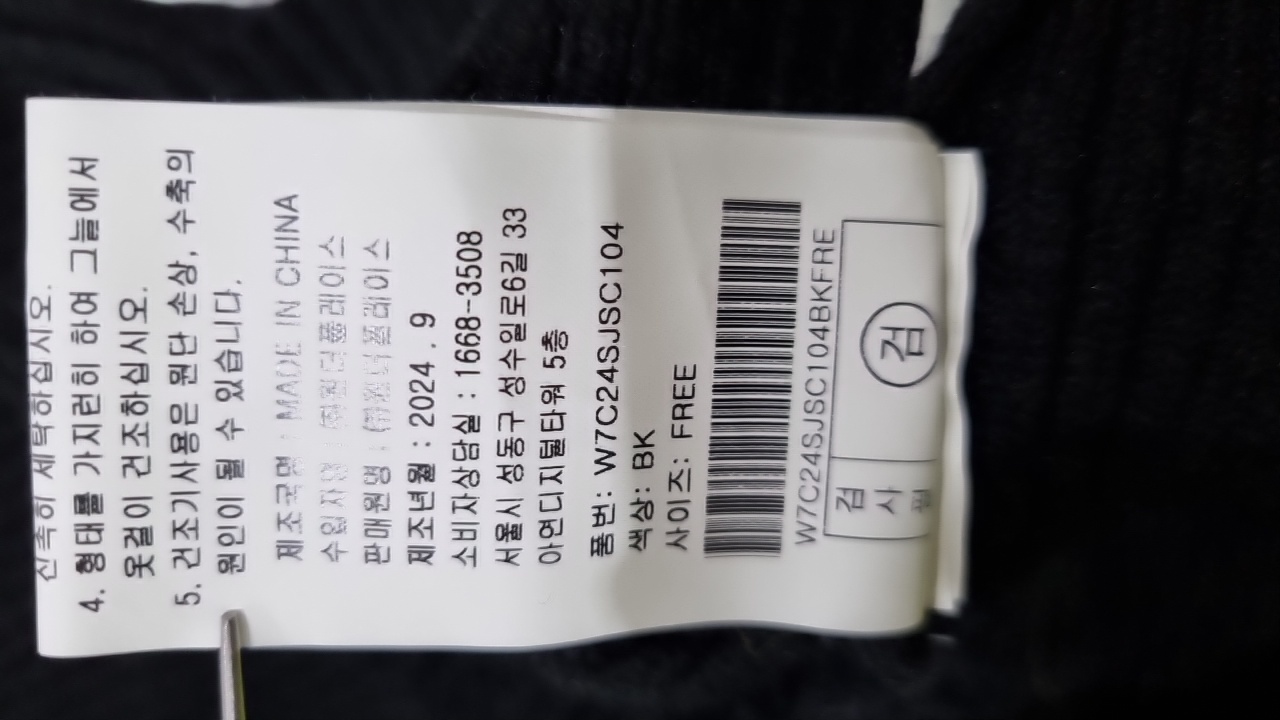 신속히 세탁하십시오.
4. 형태를 가지런히 하여 그늘에서
옷걸이 건조하십시오.
5. 건조기사용은 원단 손상, 수축의
원인이 될 수 있습니다.
제조국명 : MADE IN CHINA
수입자명 : (주)원더플레이스
판매원명 : (주)원더플레이스
제조년월 : 2024 . 9
소비자상담실 : 1668-3508
서울시 성동구 성수일로6길 33
아연디지털타워 5층
품번: W7C24SJSC104
색상: BK
사이즈: FREE
W7C24SJSC104BKFRE
검사필 검